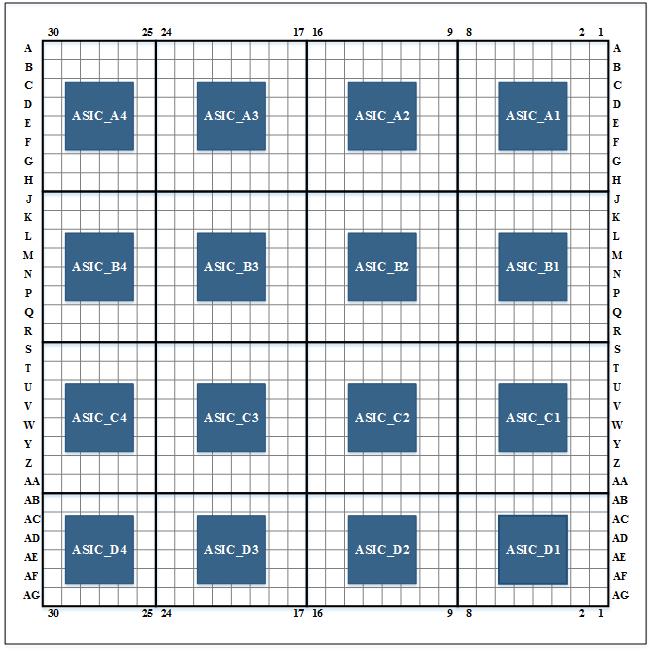 30 25 24 17 16 9 8 2 1
A A
B B
C C
D ASIC_A4 ASIC_A3 ASIC_A2 ASIC_A1 D
E E
F F
G G
H H
J J
K K
L L
M ASIC_B4 ASIC_B3 ASIC_B2 ASIC_B1 M
N N
P P
Q Q
R R
S S
T T
U U
V V
W ASIC_C4 ASIC_C3 ASIC_C2 ASIC_C1 W
Y Y
Z Z
AA AA
AB AB
AC AC
AD AD
AE ASIC_D4 ASIC_D3 ASIC_D2 ASIC_D1 AE
AF AF
AG AG
30 25 24 17 16 9 8 2 1